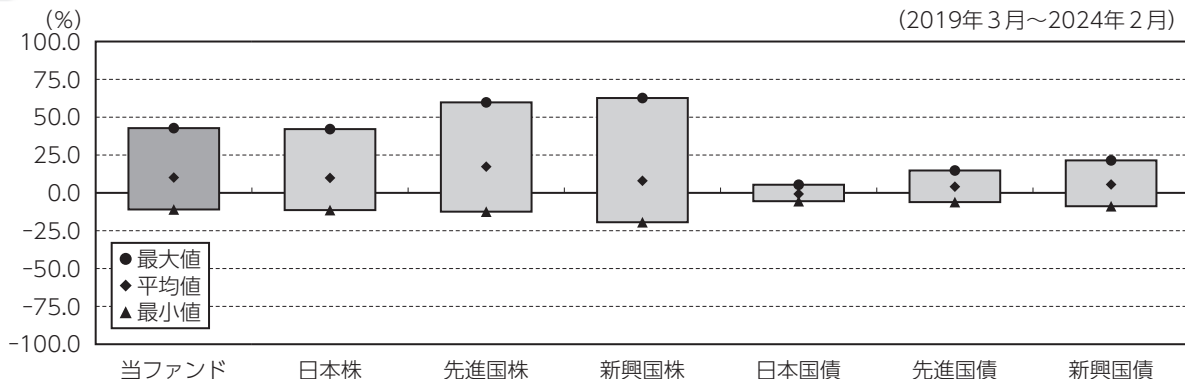 (%)
(2019年3月～2024年2月)
100.0
75.0
50.0
25.0
0.0
-25.0
-50.0
-75.0
-100.0
●最大値
◆平均値
▲最小値
当ファンド 日本株 先進国株 新興国株 日本国債 先進国債 新興国債